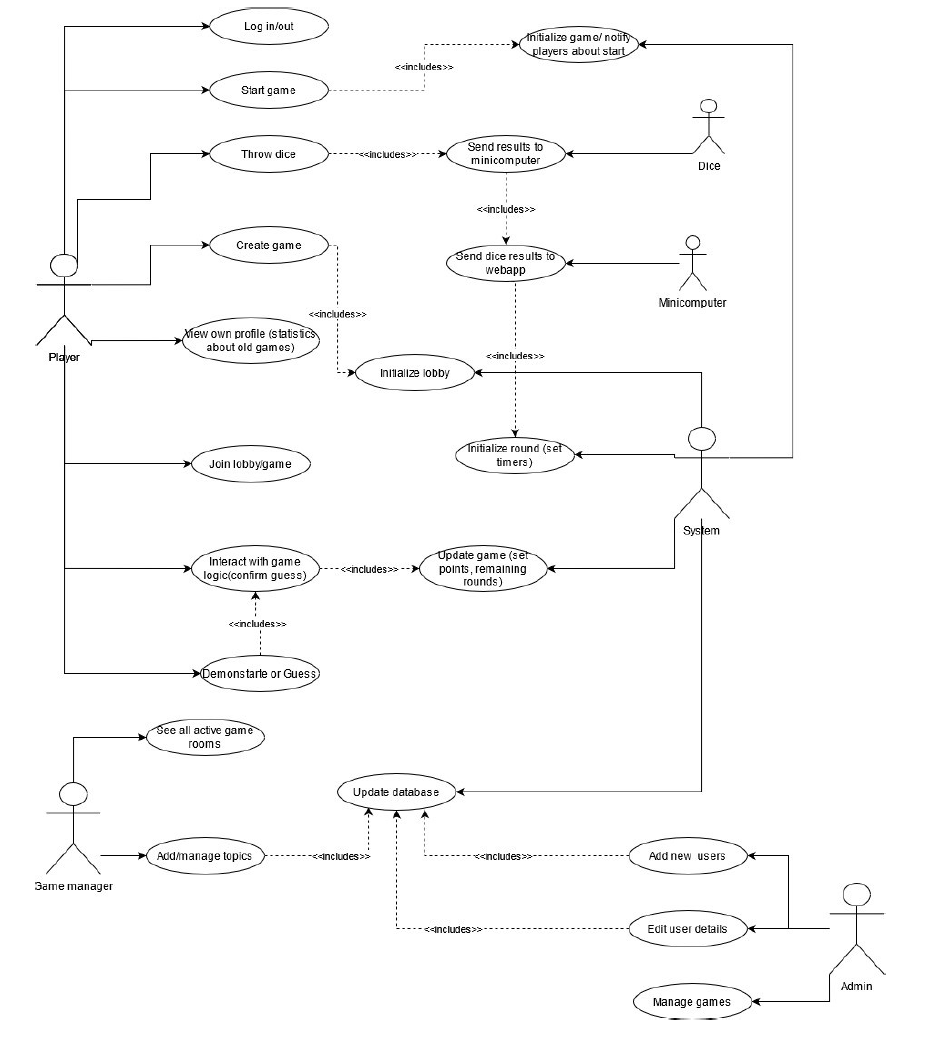 Log in/out
Initialize game/ notify
players about start
<<includes>>
Start game
Throw dice
<<includes>>
Send results to
minicomputer
Dice
<<includes>>
Create game
Send dice results to
webapp
Minicomputer
<<includes>>
Player
View own profile (statistics
about old games)
<<includes>>
Initialize lobby
Join lobby/game
Initialize round (set
timers)
System
Interact with game
logic(confirm guess)
<<includes>>
Update game (set
points, remaining
rounds)
<<includes>>
Demonstarte or Guess
See all active game
rooms
Update database
Game manager
Add/manage topics
<<includes>>
<<includes>>
Add new users
<<includes>>
Edit user details
Admin
Manage games